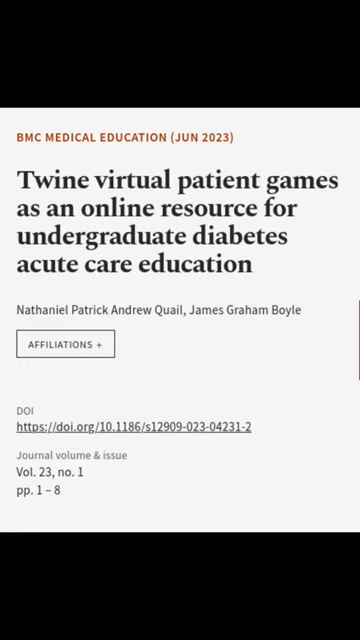 BMC MEDICAL EDUCATION (JUN 2023)
Twine virtual patient games
as an online resource for
undergraduate diabetes
acute care education
Nathaniel Patrick Andrew Quail, James Graham Boyle
AFFILIATIONS +
DOI
https://doi.org/10.1186/s12909-023-04231-2
Journal volume & issue
Vol. 23, no. 1
pp. 1 – 8